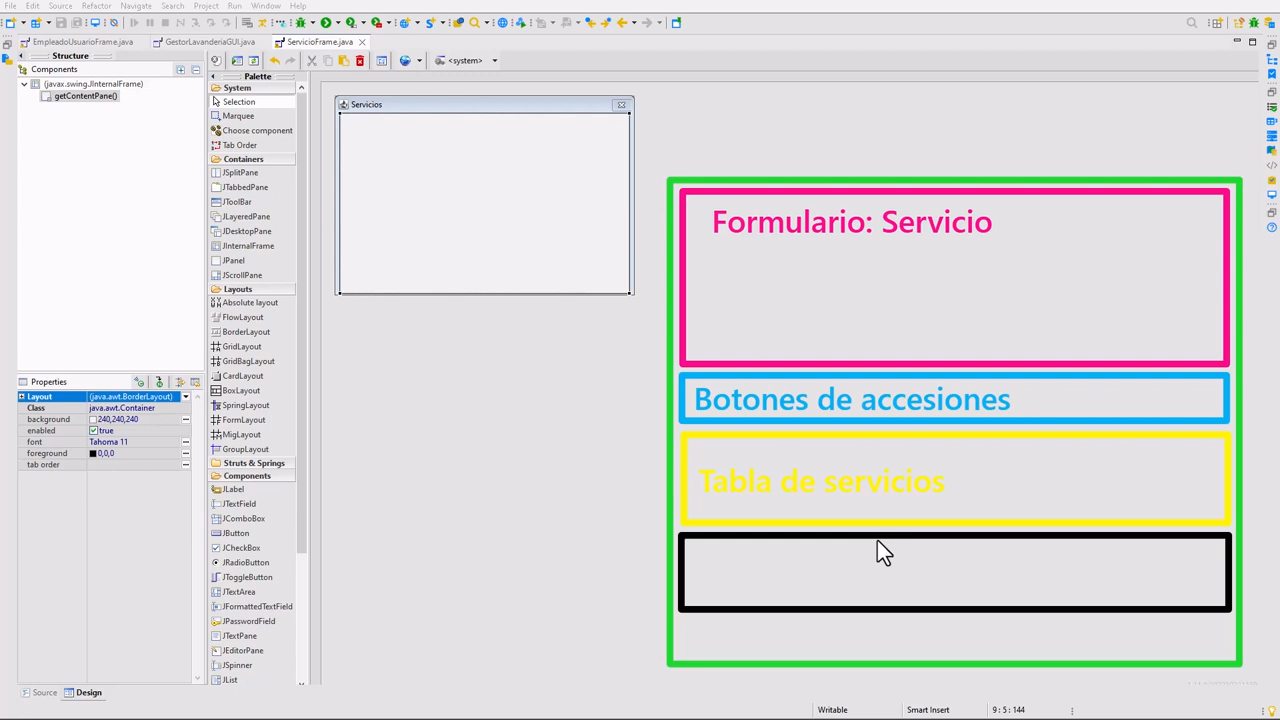 File Edit Source Refactor Navigate Search Project Run Window Help
EmpleadoUsuarioFrame.java GestorLavanderiaGUI.java ServicioFrame.java
Structure
Components
(javax.swing.JInternalFrame)
getContentPane()
<system>
Palette
System
Selection
Marquee
Choose component
Tab Order
Containers
JSplitPane
JTabbedPane
JToolBar
JLayeredPane
JDesktopPane
JInternalFrame
JPanel
JScrollPane
Layouts
Absolute layout
FlowLayout
BorderLayout
GridLayout
GridBagLayout
CardLayout
BoxLayout
SpringLayout
FormLayout
MigLayout
GroupLayout
Struts & Springs
Components
JLabel
JTextField
JComboBox
JButton
JCheckBox
JRadioButton
JToggleButton
JTextArea
JFormattedTextField
JPasswordField
JTextPane
JEditorPane
JSpinner
JList
Properties
Layout (java.awt.BorderLayout)
Class java.awt.Container
background 240,240,240
enabled true
font Tahoma 11
foreground 0,0,0
tab order
Servicios
Formulario: Servicio
Botones de accesiones
Tabla de servicios
Source Design
Writable Smart Insert 9 : 5 : 144